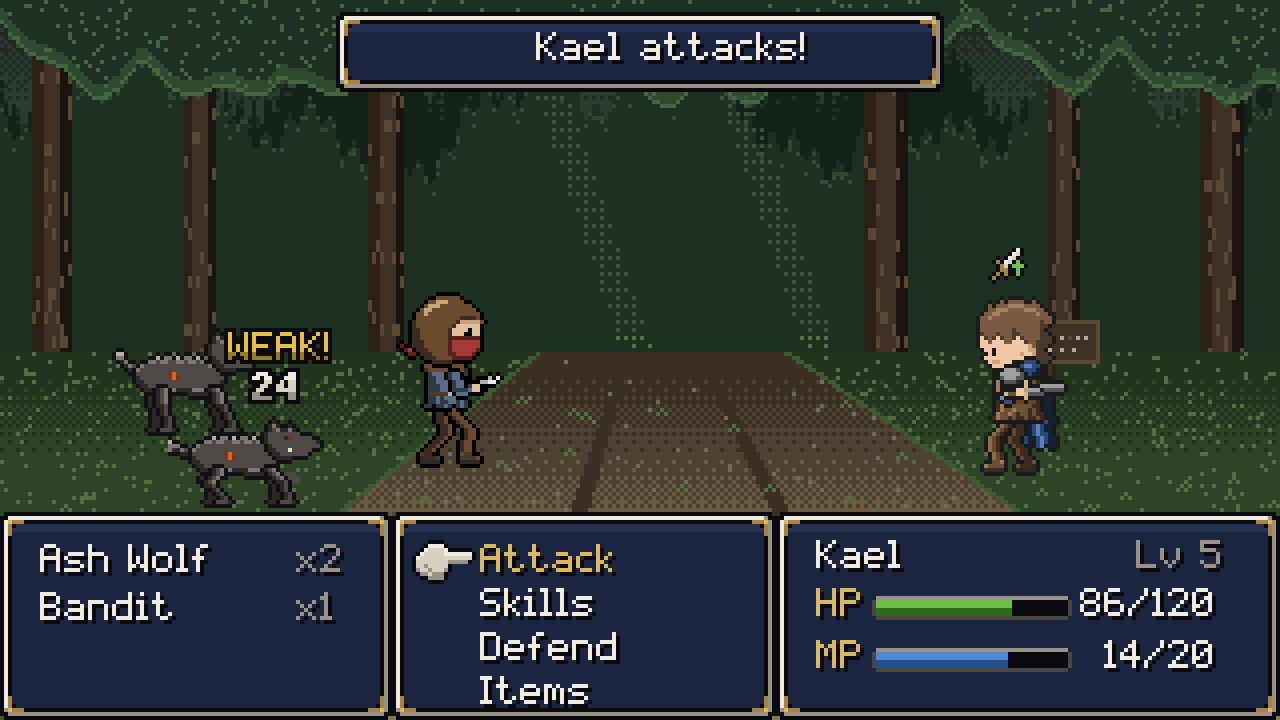 Kael attacks!
WEAK!
24
Ash Wolf x2
Bandit x1
Attack
Skills
Defend
Items
Kael Lv 5
HP 86/120
MP 14/20